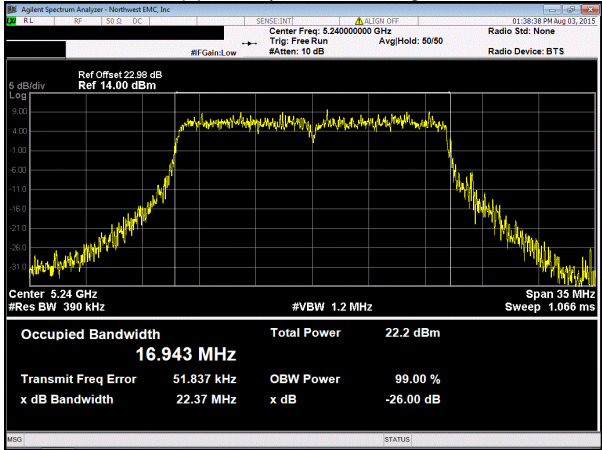 Agilent Spectrum Analyzer - Northwest EMC, Inc
RL RF 50 Ω DC SENSE:INT ALIGN OFF 01:38:38 PM Aug 03, 2015
Center Freq: 5.240000000 GHz Radio Std: None
Trig: Free Run Avg|Hold: 50/50
#IFGain:Low #Atten: 10 dB Radio Device: BTS
Ref Offset 22.98 dB
5 dB/div Ref 14.00 dBm
Log
9.00
4.00
-1.00
-6.00
-11.0
-16.0
-21.0
-26.0
-31.0
Center 5.24 GHz Span 35 MHz
#Res BW 390 kHz #VBW 1.2 MHz Sweep 1.066 ms
Occupied Bandwidth Total Power 22.2 dBm
16.943 MHz
Transmit Freq Error 51.837 kHz OBW Power 99.00 %
x dB Bandwidth 22.37 MHz x dB -26.00 dB
MSG STATUS